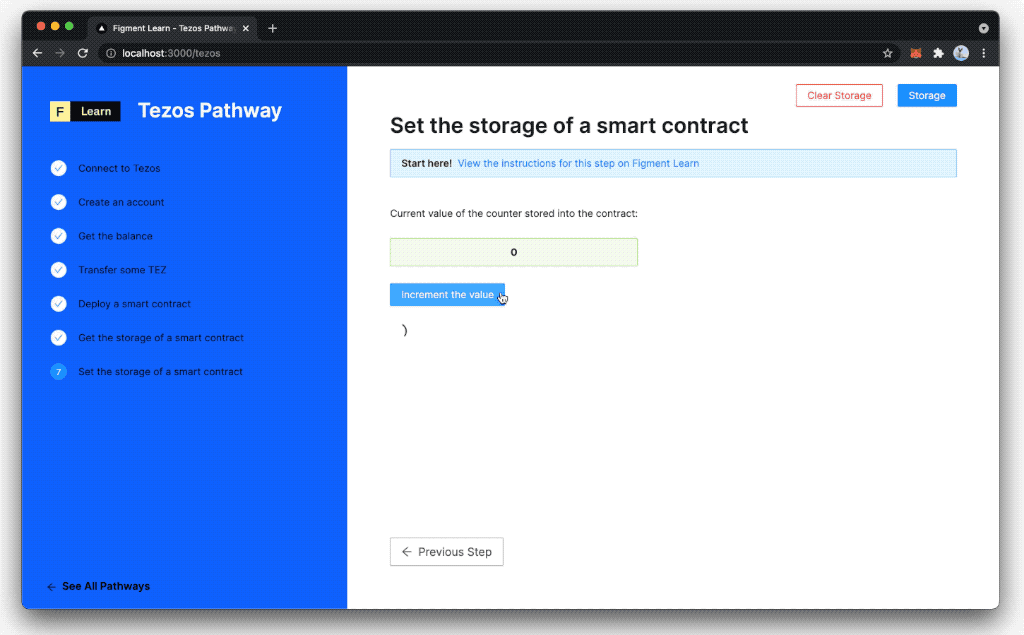 Figment Learn - Tezos Pathwa
localhost:3000/tezos
F Learn
Tezos Pathway
Connect to Tezos
Create an account
Get the balance
Transfer some TEZ
Deploy a smart contract
Get the storage of a smart contract
7 Set the storage of a smart contract
See All Pathways
Clear Storage
Storage
Set the storage of a smart contract
Start here! View the instructions for this step on Figment Learn
Current value of the counter stored into the contract:
0
Increment the value
)
Previous Step